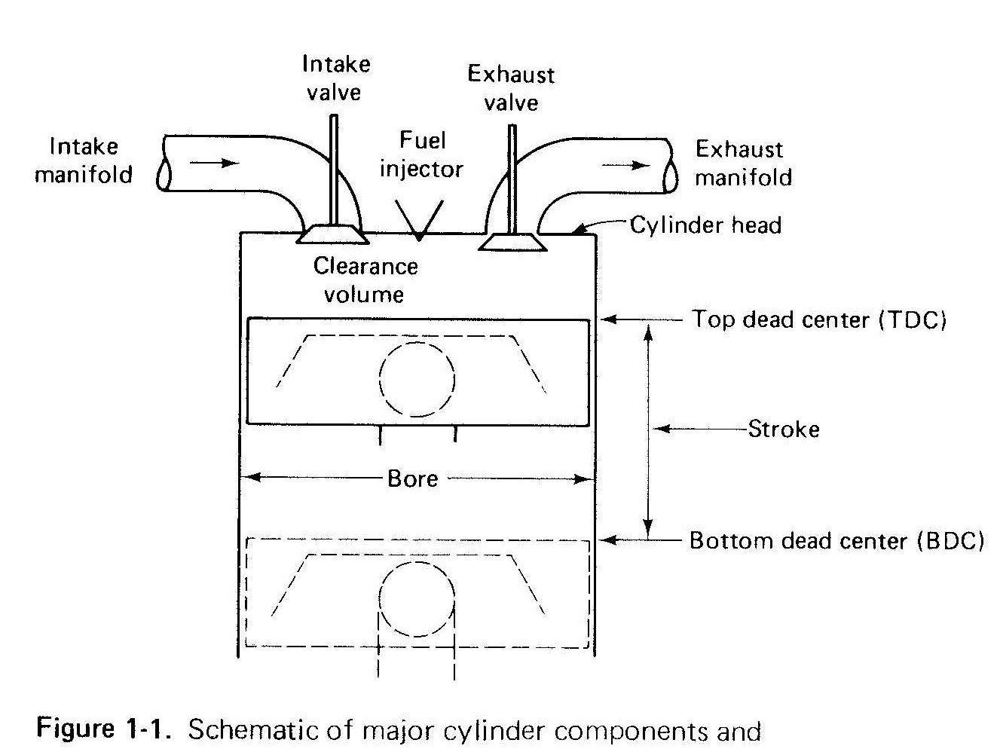 Intake
valve
Exhaust
valve
Intake
manifold
Fuel
injector
Exhaust
manifold
Cylinder head
Clearance
volume
Top dead center (TDC)
Stroke
Bore
Bottom dead center (BDC)
Figure 1-1. Schematic of major cylinder components and